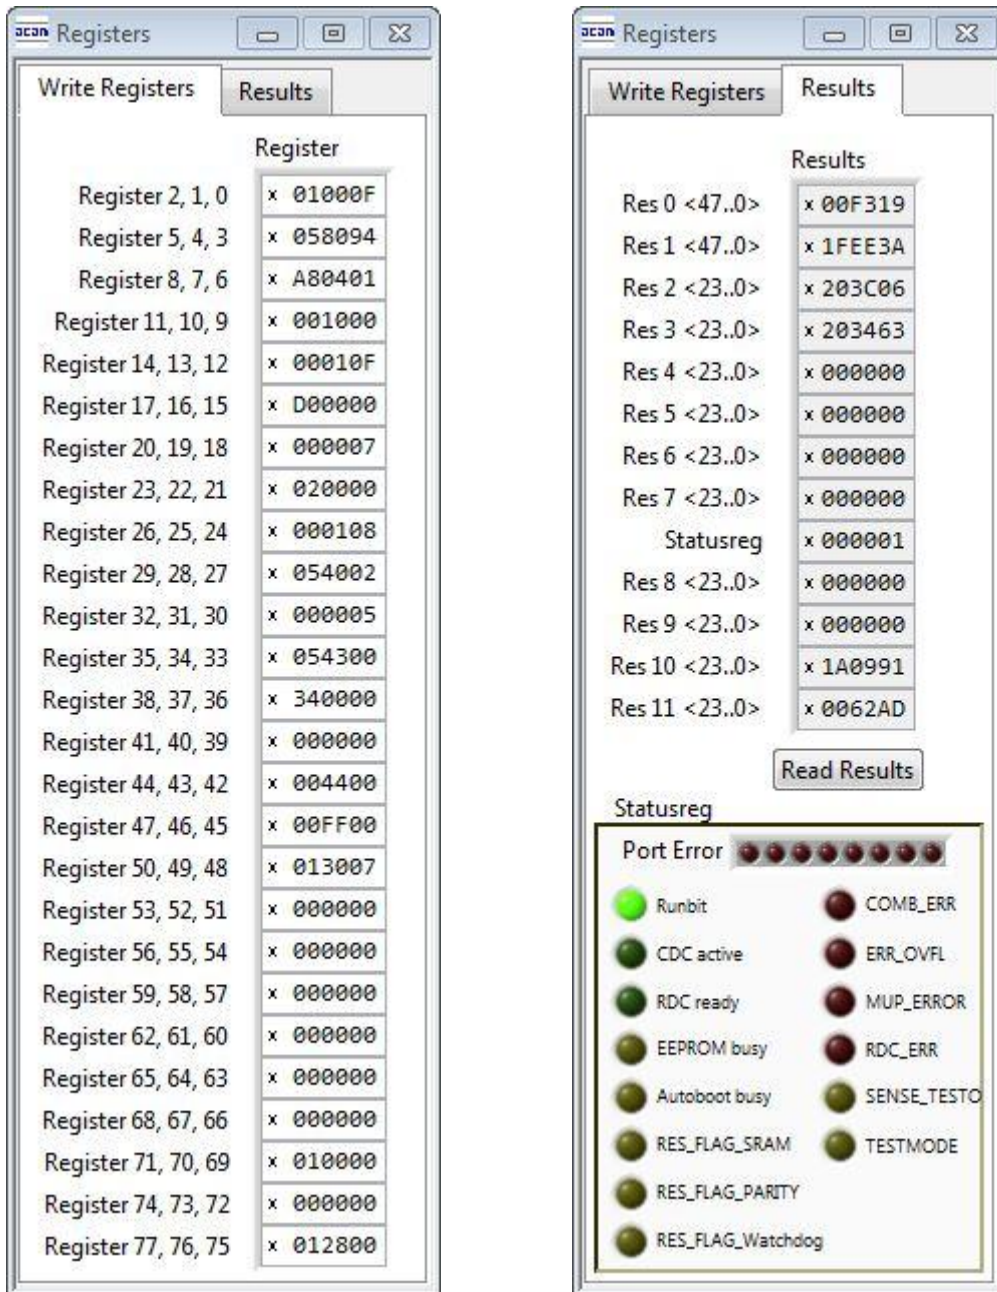 acan Registers
Write Registers Results
Register
Register 2, 1, 0 x 01000F
Register 5, 4, 3 x 058094
Register 8, 7, 6 x A80401
Register 11, 10, 9 x 001000
Register 14, 13, 12 x 00010F
Register 17, 16, 15 x D00000
Register 20, 19, 18 x 000007
Register 23, 22, 21 x 020000
Register 26, 25, 24 x 000108
Register 29, 28, 27 x 054002
Register 32, 31, 30 x 000005
Register 35, 34, 33 x 054300
Register 38, 37, 36 x 340000
Register 41, 40, 39 x 000000
Register 44, 43, 42 x 004400
Register 47, 46, 45 x 00FF00
Register 50, 49, 48 x 013007
Register 53, 52, 51 x 000000
Register 56, 55, 54 x 000000
Register 59, 58, 57 x 000000
Register 62, 61, 60 x 000000
Register 65, 64, 63 x 000000
Register 68, 67, 66 x 000000
Register 71, 70, 69 x 010000
Register 74, 73, 72 x 000000
Register 77, 76, 75 x 012800
acan Registers
Write Registers Results
Results
Res 0 <47..0> x 00F319
Res 1 <47..0> x 1FEE3A
Res 2 <23..0> x 203C06
Res 3 <23..0> x 203463
Res 4 <23..0> x 000000
Res 5 <23..0> x 000000
Res 6 <23..0> x 000000
Res 7 <23..0> x 000000
Statusreg x 000001
Res 8 <23..0> x 000000
Res 9 <23..0> x 000000
Res 10 <23..0> x 1A0991
Res 11 <23..0> x 0062AD
Read Results
Statusreg
Port Error
Runbit COMB_ERR
CDC active ERR_OVFL
RDC ready MUP_ERROR
EEPROM busy RDC_ERR
Autoboot busy SENSE_TESTO
RES_FLAG_SRAM TESTMODE
RES_FLAG_PARITY
RES_FLAG_Watchdog